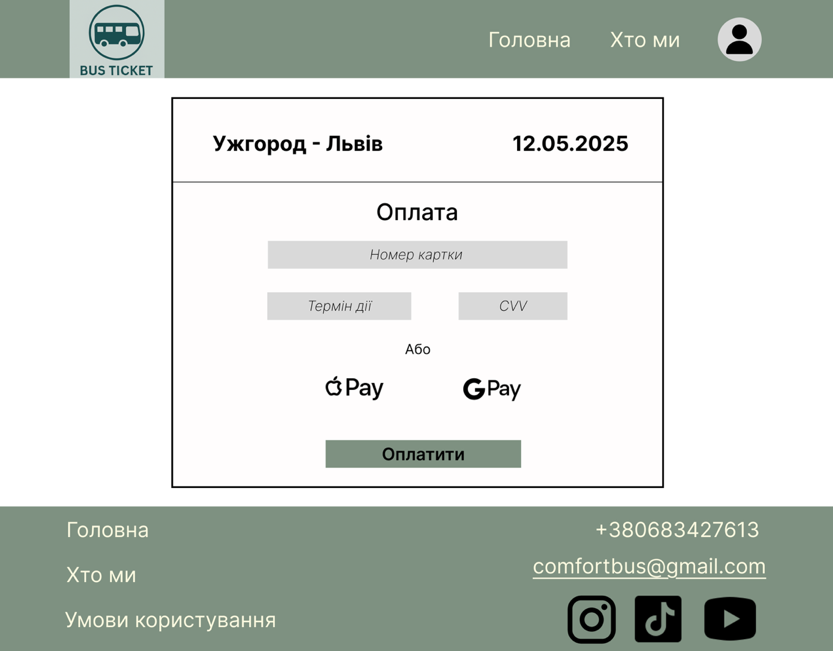 BUS TICKET
Головна
Хто ми
Ужгород - Львів
12.05.2025
Оплата
Номер картки
Термін дії
CVV
Або
Pay
G Pay
Оплатити
Головна
+380683427613
Хто ми
comfortbus@gmail.com
Умови користування